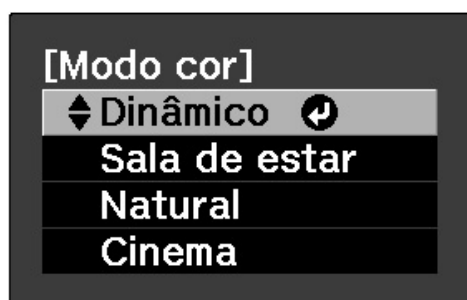 [Modo cor]
Dinâmico
Sala de estar
Natural
Cinema